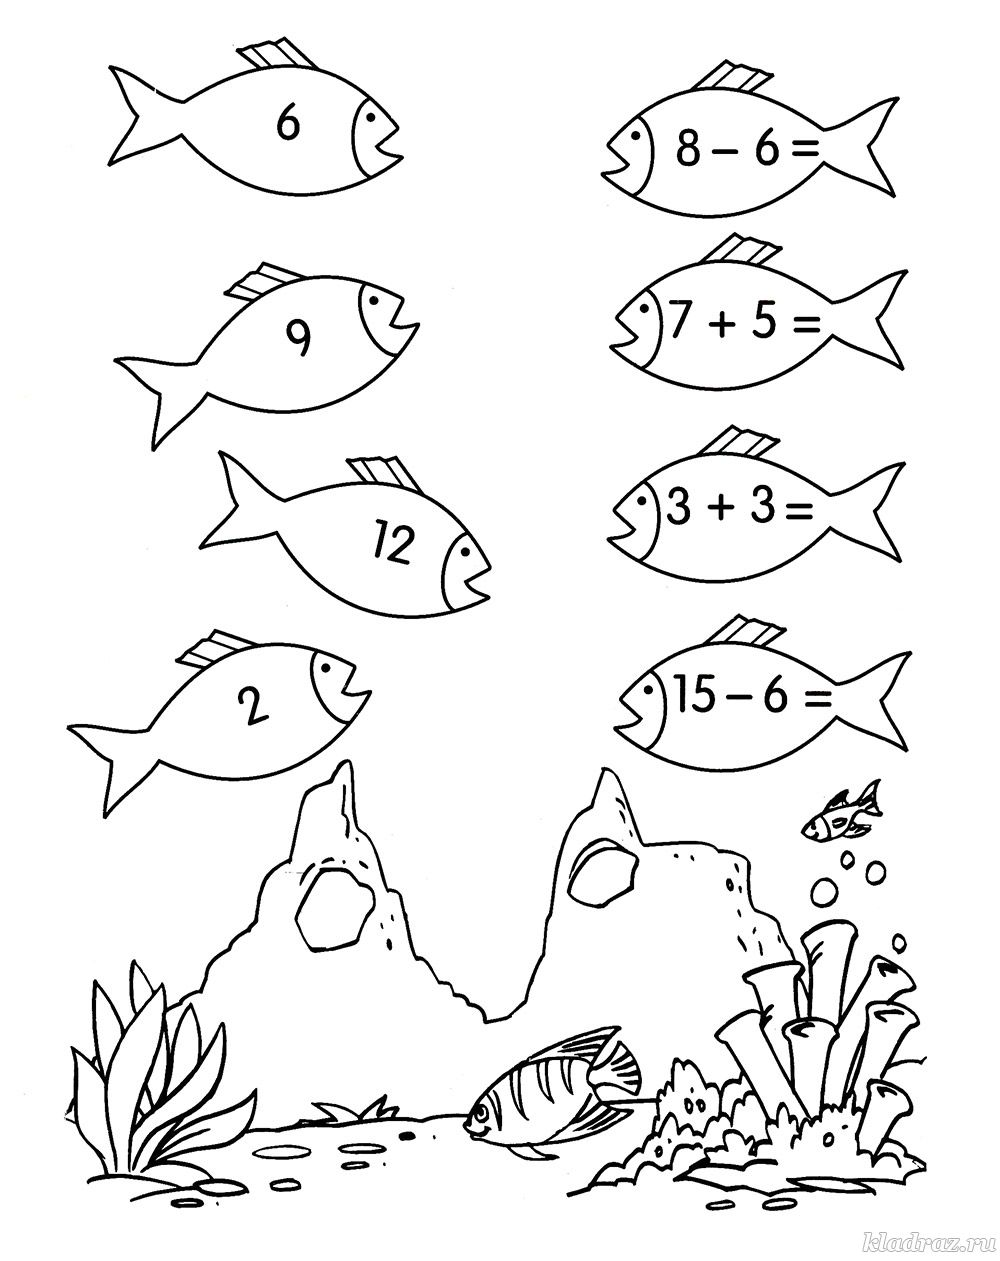 6
8 – 6 =
9
7 + 5 =
12
3 + 3 =
2
15 – 6 =
kladraz.ru